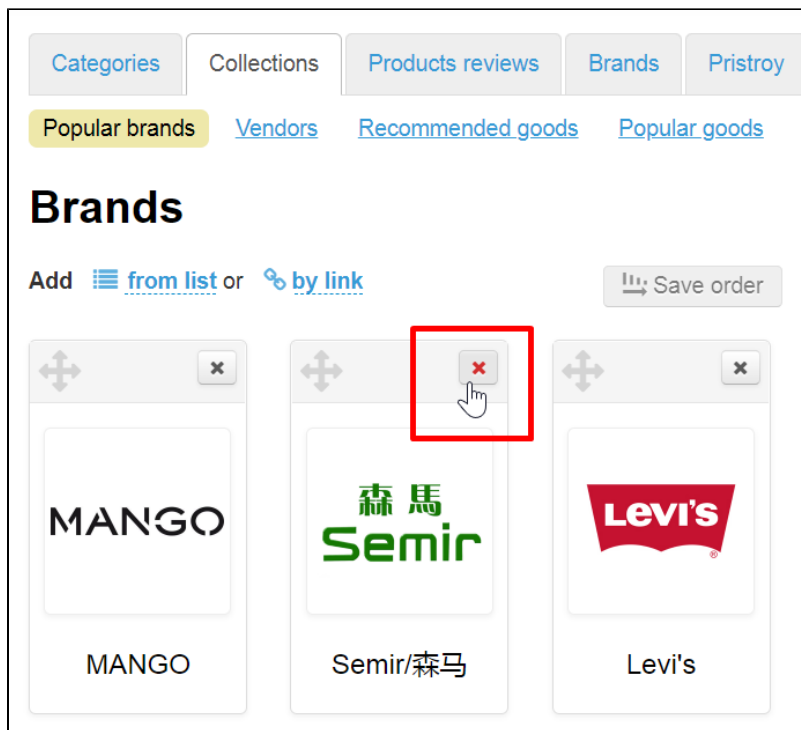 Categories Collections Products reviews Brands Pristroy
Popular brands Vendors Recommended goods Popular goods
Brands
Add from list or by link Save order
MANGO 森馬 Semir Levi's
MANGO Semir/森马 Levi's